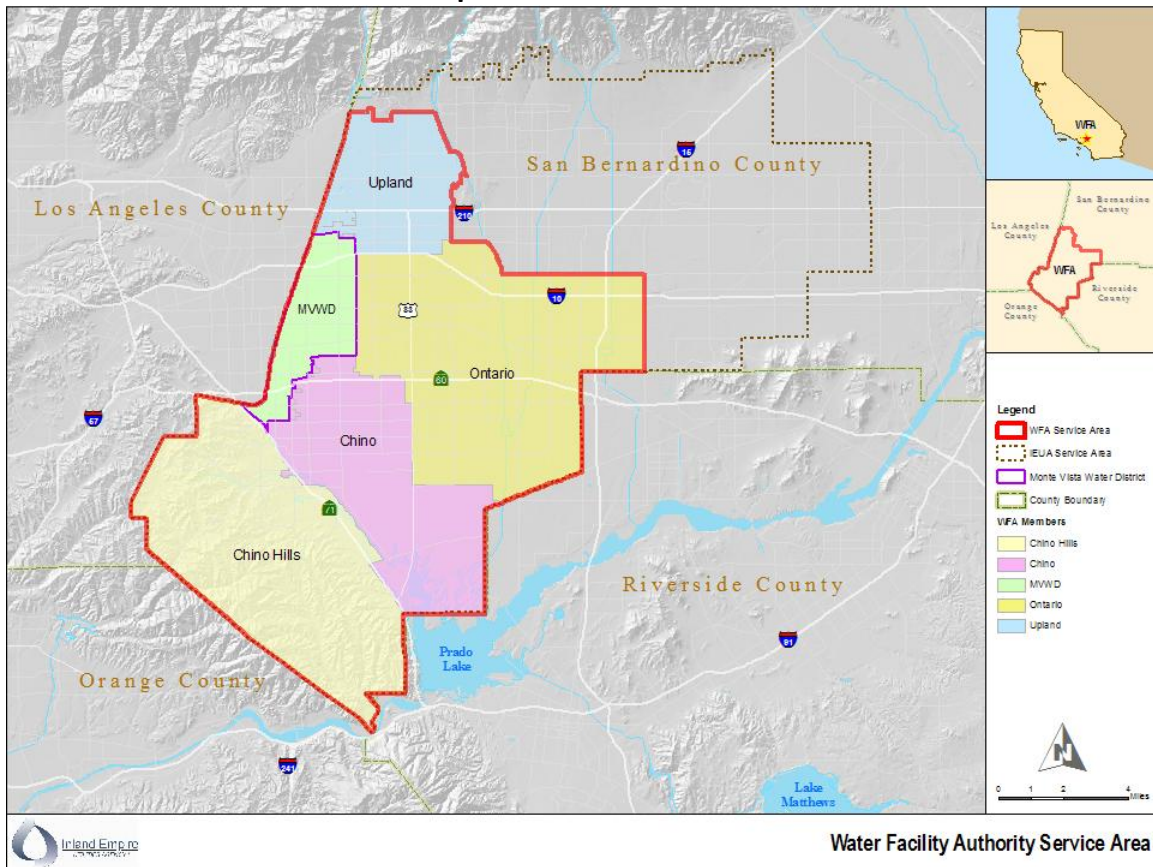 San Bernardino County
Los Angeles County
Upland
MVWD
Ontario
Chino
Chino Hills
Riverside County
Orange County
Prado
Lake
Lake
Matthews
15
210
10
83
60
57
71
91
241
WFA
San Bernardino
County
Los Angeles
County
WFA
Riverside
County
Orange
County
Legend
WFA Service Area
IEUA Service Area
Monte Vista Water District
County Boundary
WFA Members
Chino Hills
Chino
MVWD
Ontario
Upland
N
0 1 2 4
Miles
Inland Empire
UTILITIES AGENCY
Water Facility Authority Service Area